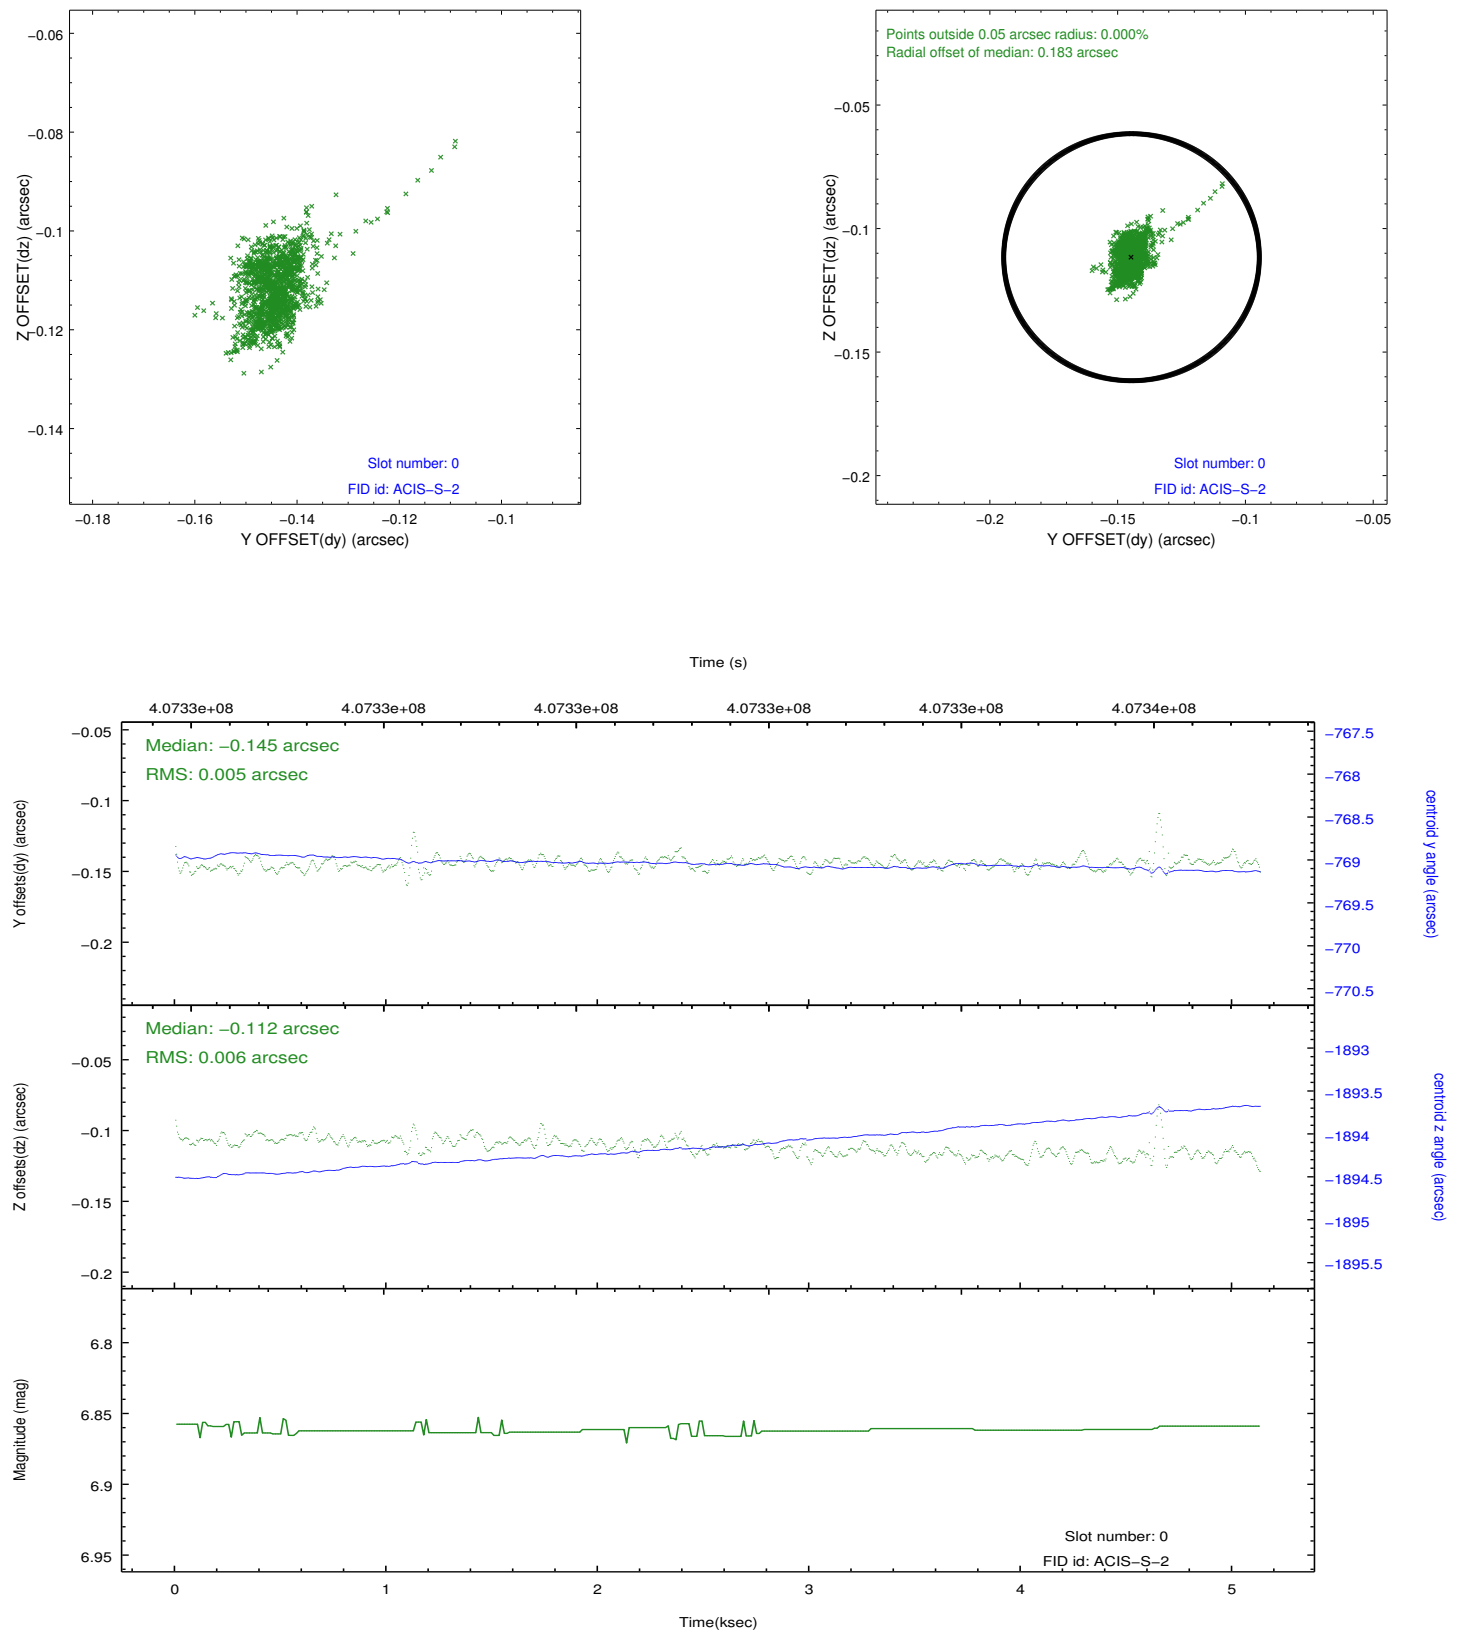 −0.06
−0.08
−0.1
−0.12
−0.14
Z OFFSET(dz) (arcsec)
Slot number: 0
FID id: ACIS−S−2
−0.18 −0.16 −0.14 −0.12 −0.1
Y OFFSET(dy) (arcsec)
Points outside 0.05 arcsec radius: 0.000%
Radial offset of median: 0.183 arcsec
−0.05
−0.1
−0.15
−0.2
Z OFFSET(dz) (arcsec)
Slot number: 0
FID id: ACIS−S−2
−0.2 −0.15 −0.1 −0.05
Y OFFSET(dy) (arcsec)
Time (s)
4.0733e+08 4.0733e+08 4.0733e+08 4.0733e+08 4.0733e+08 4.0734e+08
Median: −0.145 arcsec
RMS: 0.005 arcsec
−0.05
−0.1
−0.15
−0.2
Y offsets(dy) (arcsec)
−767.5
−768
−768.5
−769
−769.5
−770
−770.5
centroid y angle (arcsec)
Median: −0.112 arcsec
RMS: 0.006 arcsec
−0.05
−0.1
−0.15
−0.2
Z offsets(dz) (arcsec)
−1893
−1893.5
−1894
−1894.5
−1895
−1895.5
centroid z angle (arcsec)
6.8
6.85
6.9
6.95
Magnitude (mag)
Slot number: 0
FID id: ACIS−S−2
0 1 2 3 4 5
Time(ksec)